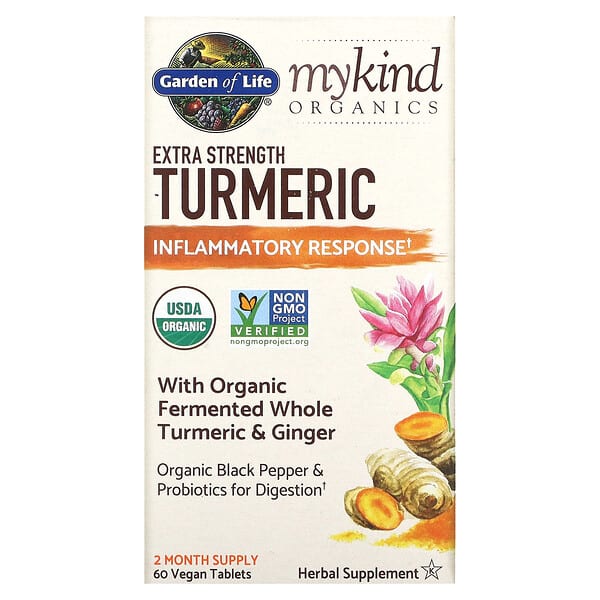 Garden of Life®
mykind
ORGANICS
EXTRA STRENGTH
TURMERIC
INFLAMMATORY RESPONSE†
USDA
ORGANIC
NON
GMO
Project
VERIFIED
nongmoproject.org
With Organic
Fermented Whole
Turmeric & Ginger
Organic Black Pepper &
Probiotics for Digestion†
2 MONTH SUPPLY
60 Vegan Tablets
Herbal Supplement
K